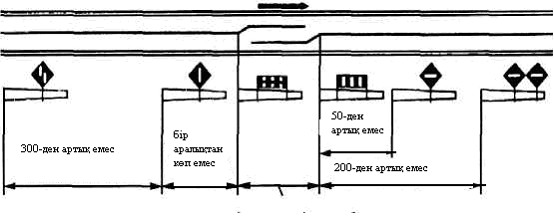 50-ден
артық емес
300-ден артық емес
бір
аралықтан
көп емес
200-ден артық емес